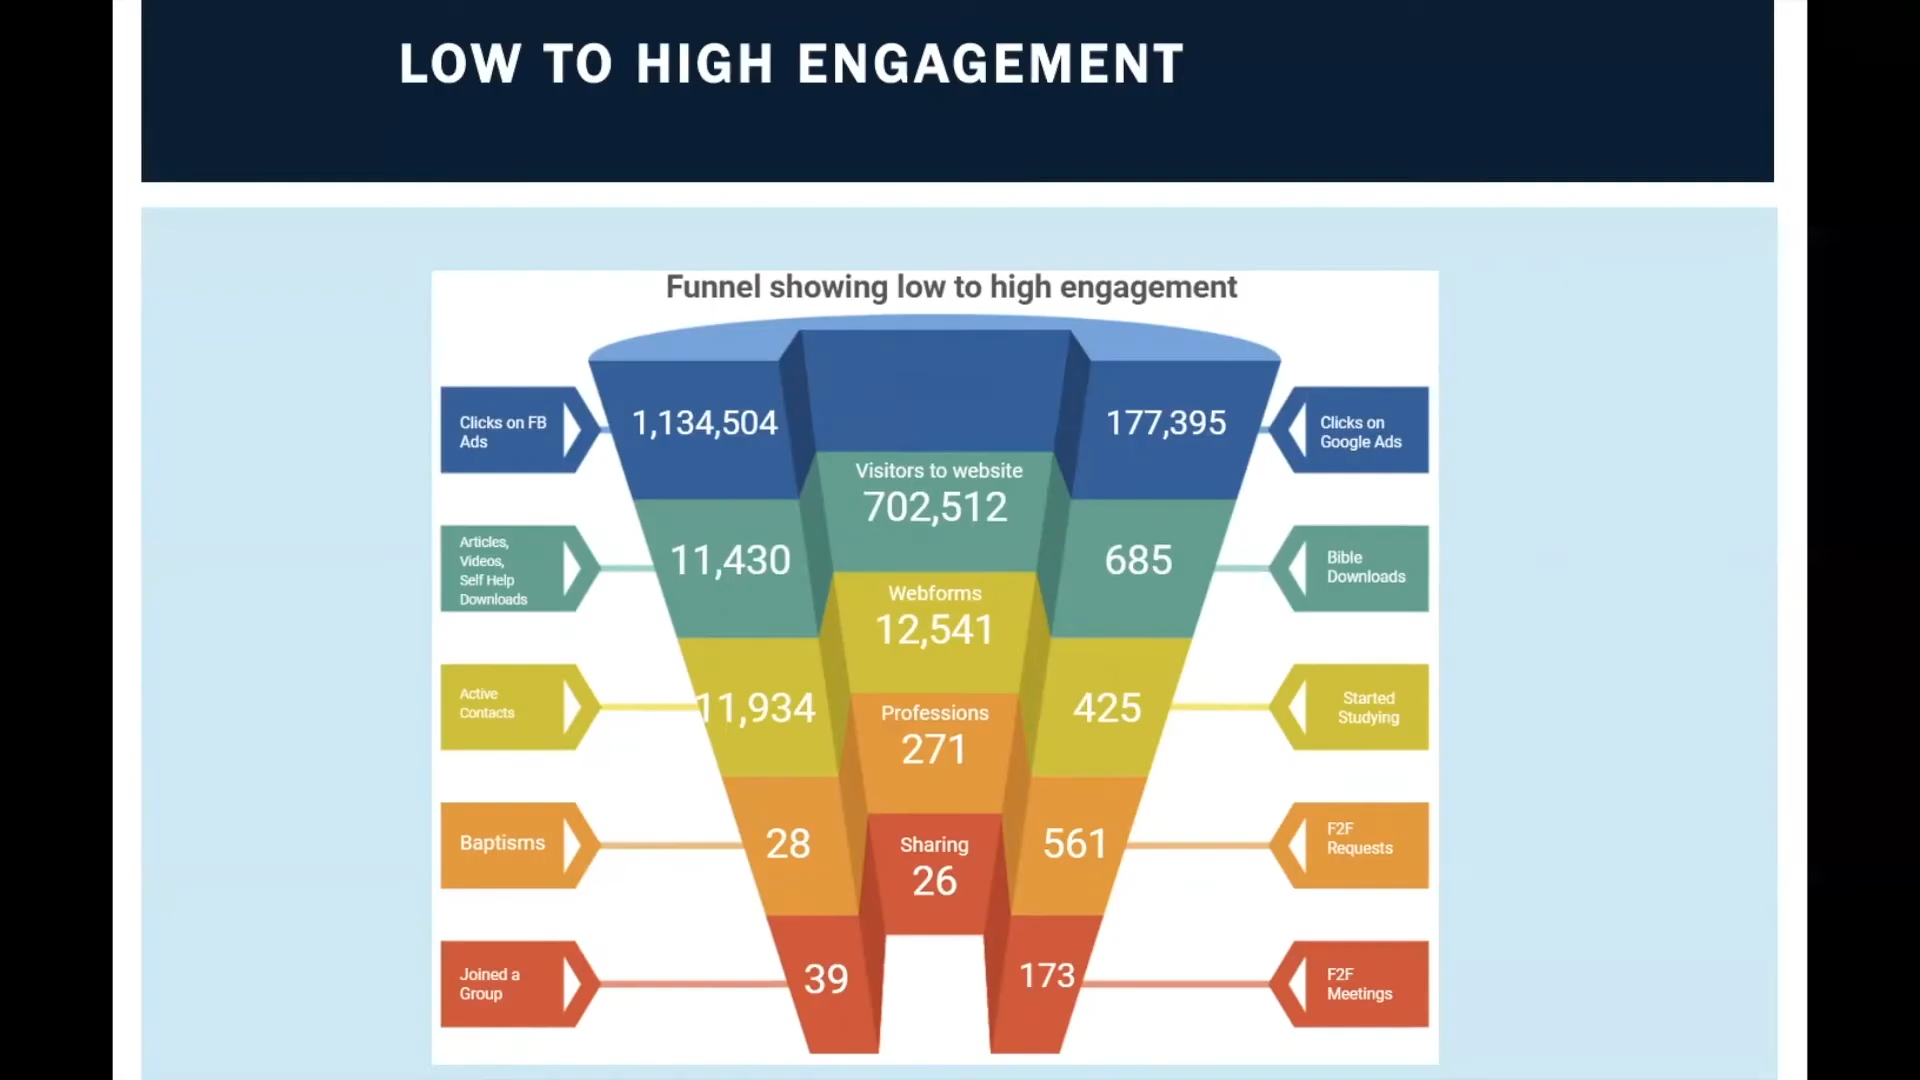 LOW TO HIGH ENGAGEMENT
Funnel showing low to high engagement
Clicks on FB
Ads
1,134,504
177,395
Clicks on
Google Ads
Visitors to website
702,512
Articles,
Videos,
Self Help
Downloads
11,430
685
Bible
Downloads
Webforms
12,541
Active
Contacts
11,934
425
Started
Studying
Professions
271
Baptisms
28
561
F2F
Requests
Sharing
26
Joined a
Group
39
173
F2F
Meetings